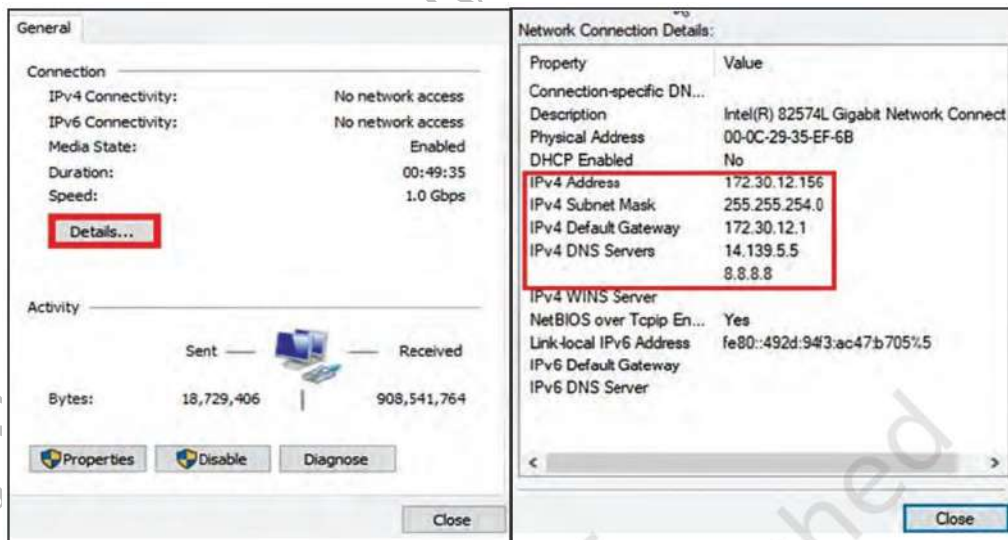 General
Connection
IPv4 Connectivity: No network access
IPv6 Connectivity: No network access
Media State: Enabled
Duration: 00:49:35
Speed: 1.0 Gbps
Details...
Activity
Sent Received
Bytes: 18,729,406 908,541,764
Properties Disable Diagnose
Close
Network Connection Details:
Property Value
Connection-specific DN...
Description Intel(R) 82574L Gigabit Network Connect
Physical Address 00-0C-29-35-EF-6B
DHCP Enabled No
IPv4 Address 172.30.12.156
IPv4 Subnet Mask 255.255.254.0
IPv4 Default Gateway 172.30.12.1
IPv4 DNS Servers 14.139.5.5
8.8.8.8
IPv4 WINS Server
NetBIOS over Tcpip En... Yes
Link-local IPv6 Address fe80::492d:94f3:ac47:b705%5
IPv6 Default Gateway
IPv6 DNS Server
Close